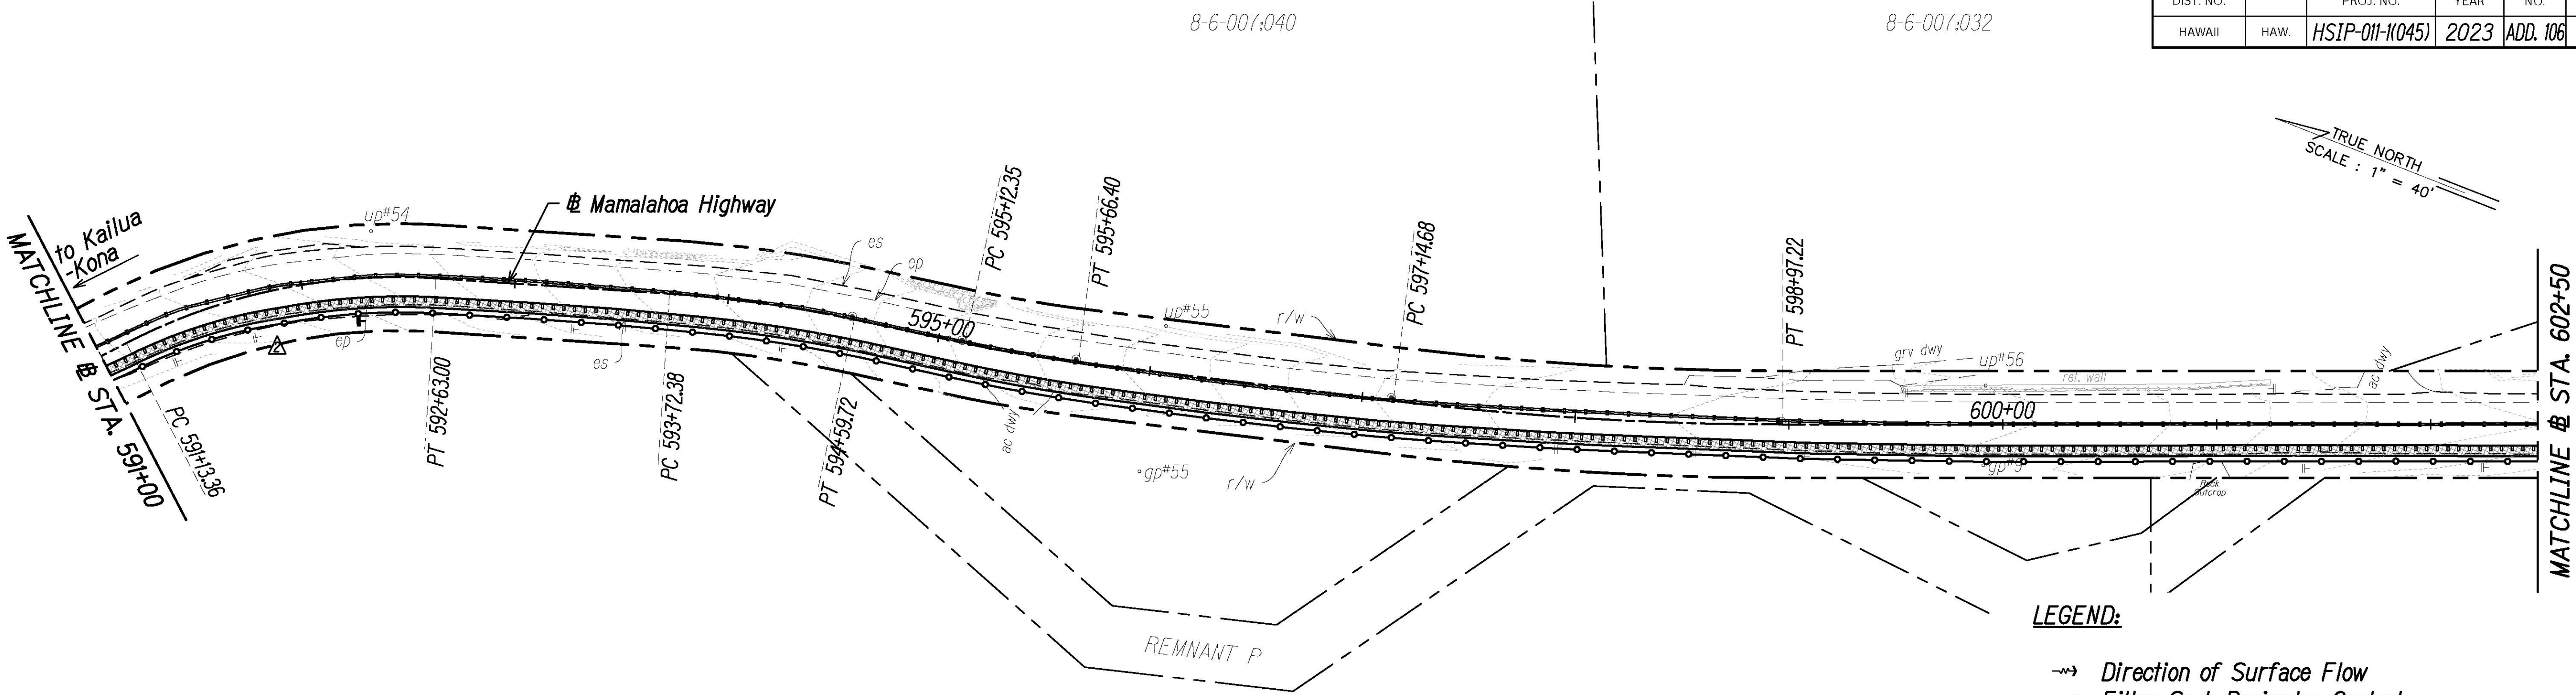 8-6-007:040
8-6-007:032
DIST. NO.
PROJ. NO.
YEAR
NO.
HAWAII
HAW.
HSIP-011-1(045)
2023
ADD. 106
TRUE NORTH
SCALE : 1" = 40'
to Kailua
-Kona
MATCHLINE ℄ STA. 591+00
up#54
℄ Mamalahoa Highway
es
ep
PC 595+12.35
PT 595+66.40
up#55
r/w
PC 597+14.68
PT 598+97.22
grv dwy
up#56
ret. wall
ac dwy
595+00
600+00
2
ep
es
ac dwy
PC 591+13.36
PT 592+63.00
PC 593+72.38
PT 594+59.72
gp#55
r/w
gp#9
Rock
Outcrop
REMNANT P
MATCHLINE ℄ STA. 602+50
LEGEND:
Direction of Surface Flow